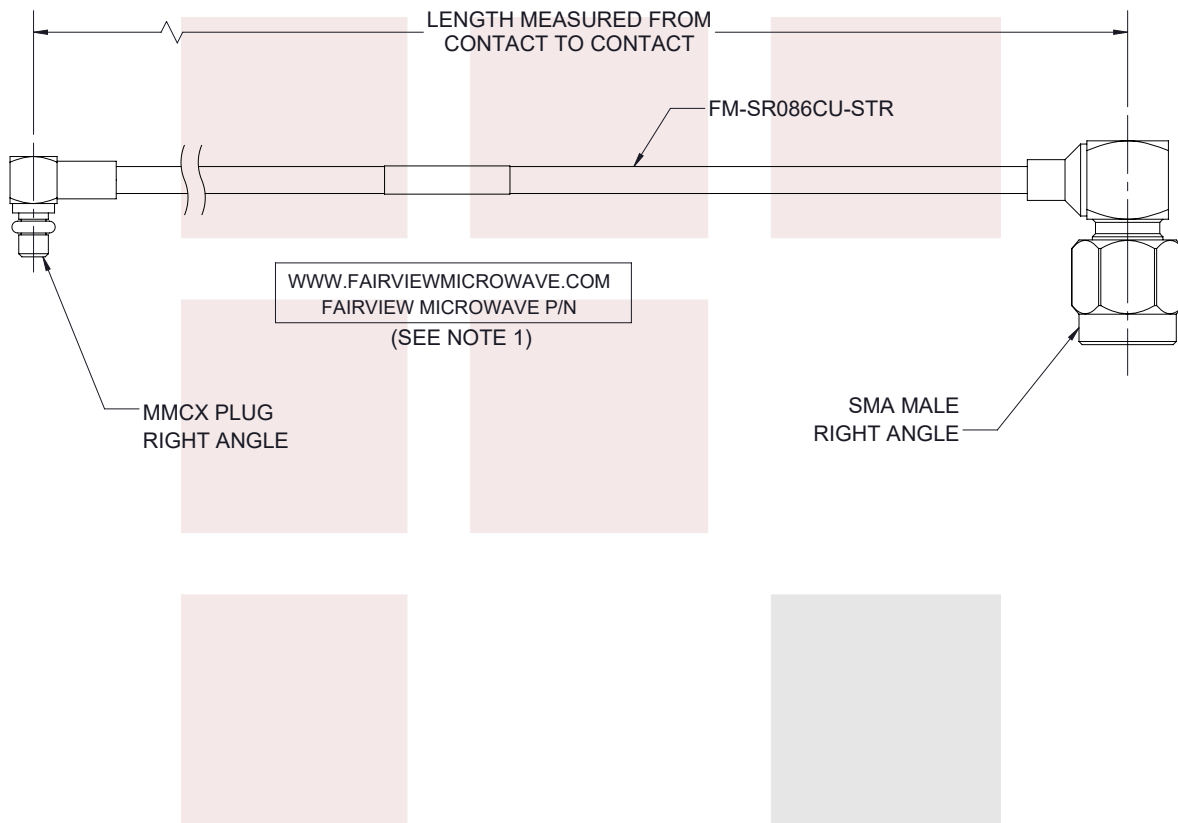 LENGTH MEASURED FROM
CONTACT TO CONTACT
FM-SR086CU-STR
WWW.FAIRVIEWMICROWAVE.COM
FAIRVIEW MICROWAVE P/N
(SEE NOTE 1)
MMCX PLUG
RIGHT ANGLE
SMA MALE
RIGHT ANGLE